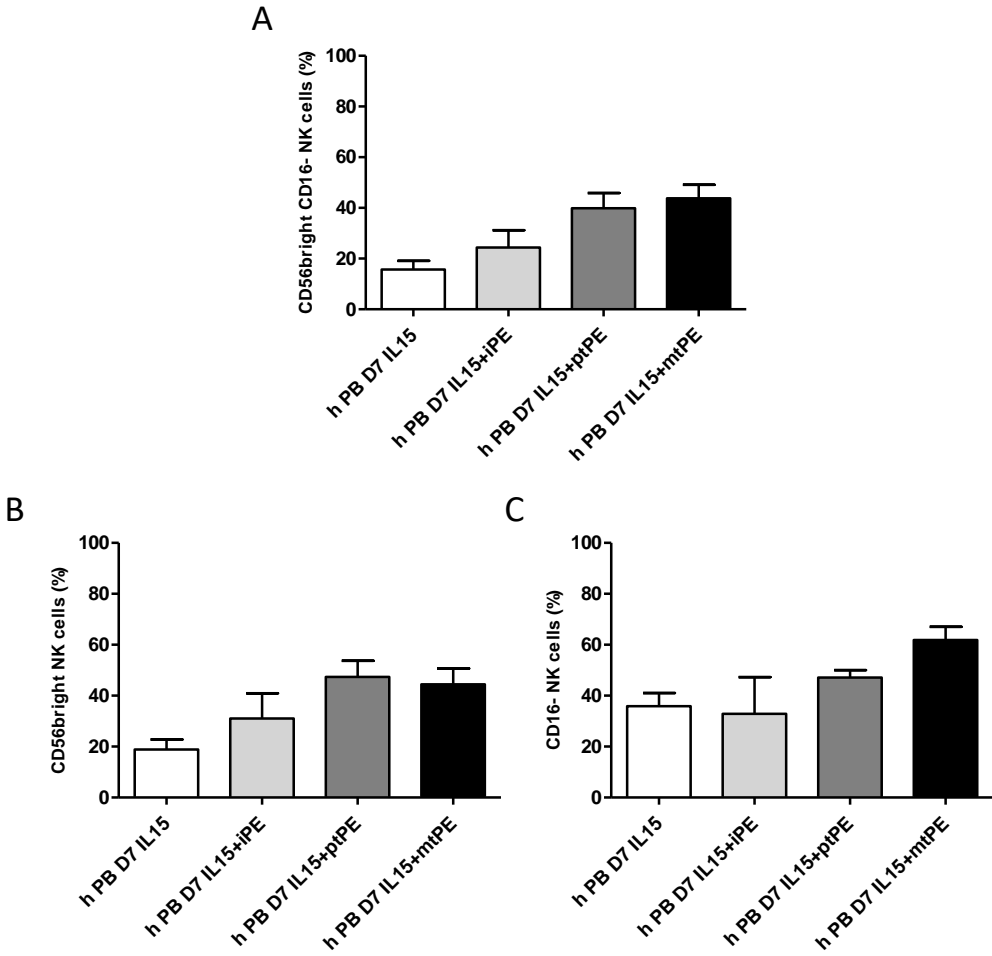 A
CD56bright CD16- NK cells (%)
100
80
60
40
20
0
h PB D7 IL15
h PB D7 IL15+iPE
h PB D7 IL15+ptPE
h PB D7 IL15+mtPE
B
CD56bright NK cells (%)
100
80
60
40
20
0
h PB D7 IL15
h PB D7 IL15+iPE
h PB D7 IL15+ptPE
h PB D7 IL15+mtPE
C
CD16- NK cells (%)
100
80
60
40
20
0
h PB D7 IL15
h PB D7 IL15+iPE
h PB D7 IL15+ptPE
h PB D7 IL15+mtPE